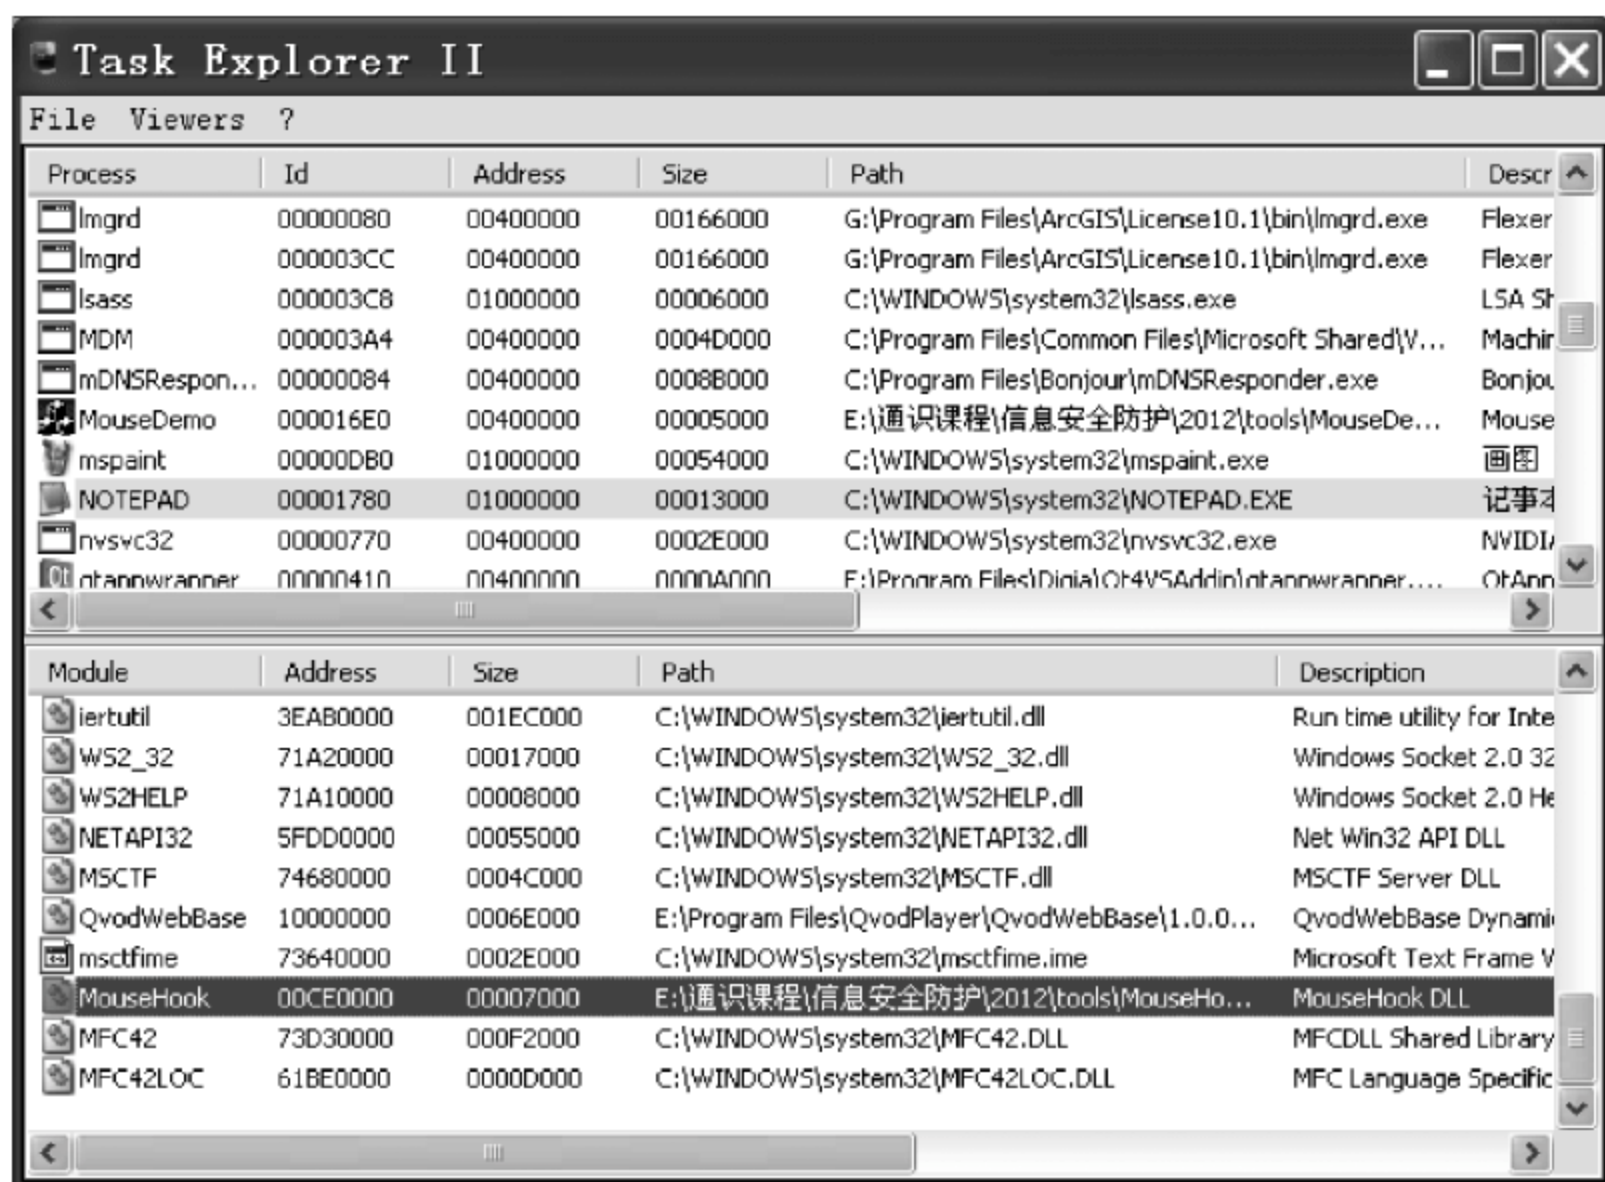 Task Explorer II
File Viewers ?
Process Id Address Size Path Descr
lmgrd 00000080 00400000 00166000 G:\Program Files\ArcGIS\License10.1\bin\lmgrd.exe Flexer
lmgrd 000003CC 00400000 00166000 G:\Program Files\ArcGIS\License10.1\bin\lmgrd.exe Flexer
lsass 000003C8 01000000 00006000 C:\WINDOWS\system32\lsass.exe LSA Sh
MDM 000003A4 00400000 0004D000 C:\Program Files\Common Files\Microsoft Shared\V... Machin
mDNSRespon... 00000084 00400000 0008B000 C:\Program Files\Bonjour\mDNSResponder.exe Bonjou
MouseDemo 000016E0 00400000 00005000 E:\通识课程\信息安全防护\2012\tools\MouseDe... Mouse
mspaint 00000DB0 01000000 00054000 C:\WINDOWS\system32\mspaint.exe 画图
NOTEPAD 00001780 01000000 00013000 C:\WINDOWS\system32\NOTEPAD.EXE 记事本
nvsvc32 00000770 00400000 0002E000 C:\WINDOWS\system32\nvsvc32.exe NVIDIA
qtappwrapper 00000410 00400000 0000A000 E:\Program Files\Digia\Qt4VSAddin\qtappwrapper.... QtApp
Module Address Size Path Description
iertutil 3EAB0000 001EC000 C:\WINDOWS\system32\iertutil.dll Run time utility for Inte
WS2_32 71A20000 00017000 C:\WINDOWS\system32\WS2_32.dll Windows Socket 2.0 32
WS2HELP 71A10000 00008000 C:\WINDOWS\system32\WS2HELP.dll Windows Socket 2.0 He
NETAPI32 5FDD0000 00055000 C:\WINDOWS\system32\NETAPI32.dll Net Win32 API DLL
MSCTF 74680000 0004C000 C:\WINDOWS\system32\MSCTF.dll MSCTF Server DLL
QvodWebBase 10000000 0006E000 E:\Program Files\QvodPlayer\QvodWebBase\1.0.0... QvodWebBase Dynami
msctfime 73640000 0002E000 C:\WINDOWS\system32\msctfime.ime Microsoft Text Frame W
MouseHook 00CE0000 00007000 E:\通识课程\信息安全防护\2012\tools\MouseHo... MouseHook DLL
MFC42 73D30000 000F2000 C:\WINDOWS\system32\MFC42.DLL MFCDLL Shared Library
MFC42LOC 61BE0000 0000D000 C:\WINDOWS\system32\MFC42LOC.DLL MFC Language Specific